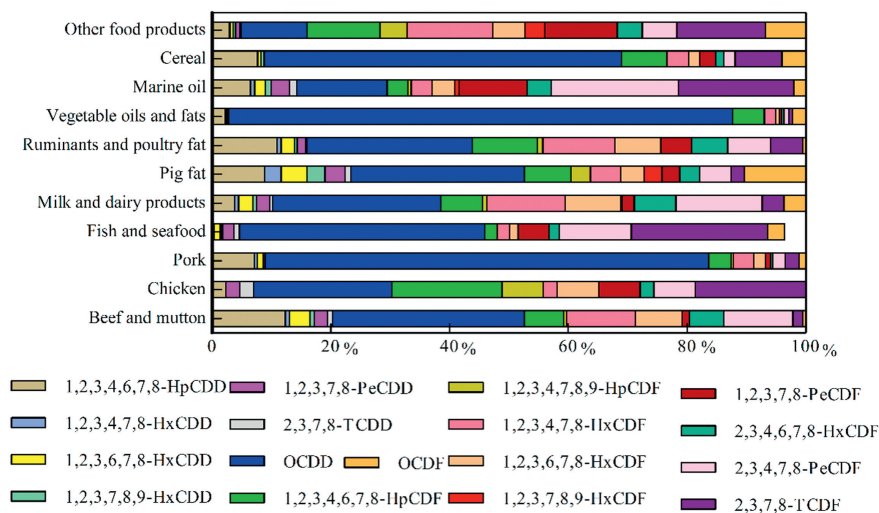 Other food products
Cereal
Marine oil
Vegetable oils and fats
Ruminants and poultry fat
Pig fat
Milk and dairy products
Fish and seafood
Pork
Chicken
Beef and mutton
0 20 % 40 % 60 % 80 % 100 %
1,2,3,4,6,7,8-HpCDD
1,2,3,4,7,8-HxCDD
1,2,3,6,7,8-HxCDD
1,2,3,7,8,9-HxCDD
1,2,3,7,8-PeCDD
2,3,7,8-TCDD
OCDD OCDF
1,2,3,4,6,7,8-HpCDF
1,2,3,4,7,8,9-HpCDF
1,2,3,4,7,8-HxCDF
1,2,3,6,7,8-HxCDF
1,2,3,7,8,9-HxCDF
1,2,3,7,8-PeCDF
2,3,4,6,7,8-HxCDF
2,3,4,7,8-PeCDF
2,3,7,8-TCDF